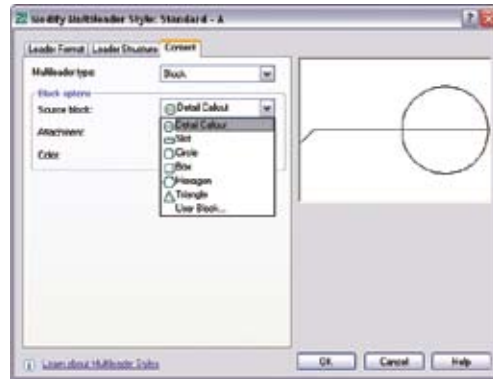 Modify Multileader Style: Standard - A
Leader Format Leader Structure Content
Multileader type: Block
Block options
Source block: Detail Callout
Attachment:
Color:
Detail Callout
Slot
Circle
Box
Hexagon
Triangle
User Block...
Learn about Multileader Styles
OK Cancel Help